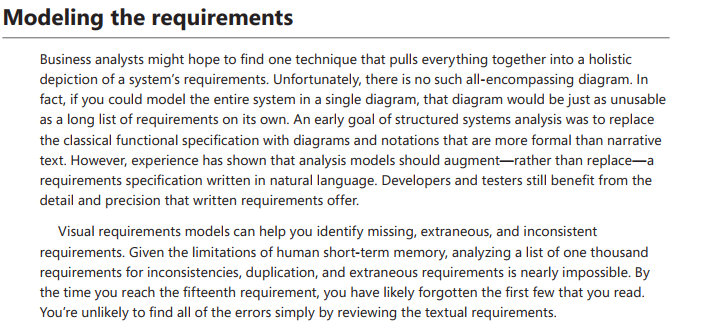 Modeling the requirements
Business analysts might hope to find one technique that pulls everything together into a holistic
depiction of a system's requirements. Unfortunately, there is no such all-encompassing diagram. In
fact, if you could model the entire system in a single diagram, that diagram would be just as unusable
as a long list of requirements on its own. An early goal of structured systems analysis was to replace
the classical functional specification with diagrams and notations that are more formal than narrative
text. However, experience has shown that analysis models should augment—rather than replace—a
requirements specification written in natural language. Developers and testers still benefit from the
detail and precision that written requirements offer.
Visual requirements models can help you identify missing, extraneous, and inconsistent
requirements. Given the limitations of human short-term memory, analyzing a list of one thousand
requirements for inconsistencies, duplication, and extraneous requirements is nearly impossible. By
the time you reach the fifteenth requirement, you have likely forgotten the first few that you read.
You're unlikely to find all of the errors simply by reviewing the textual requirements.